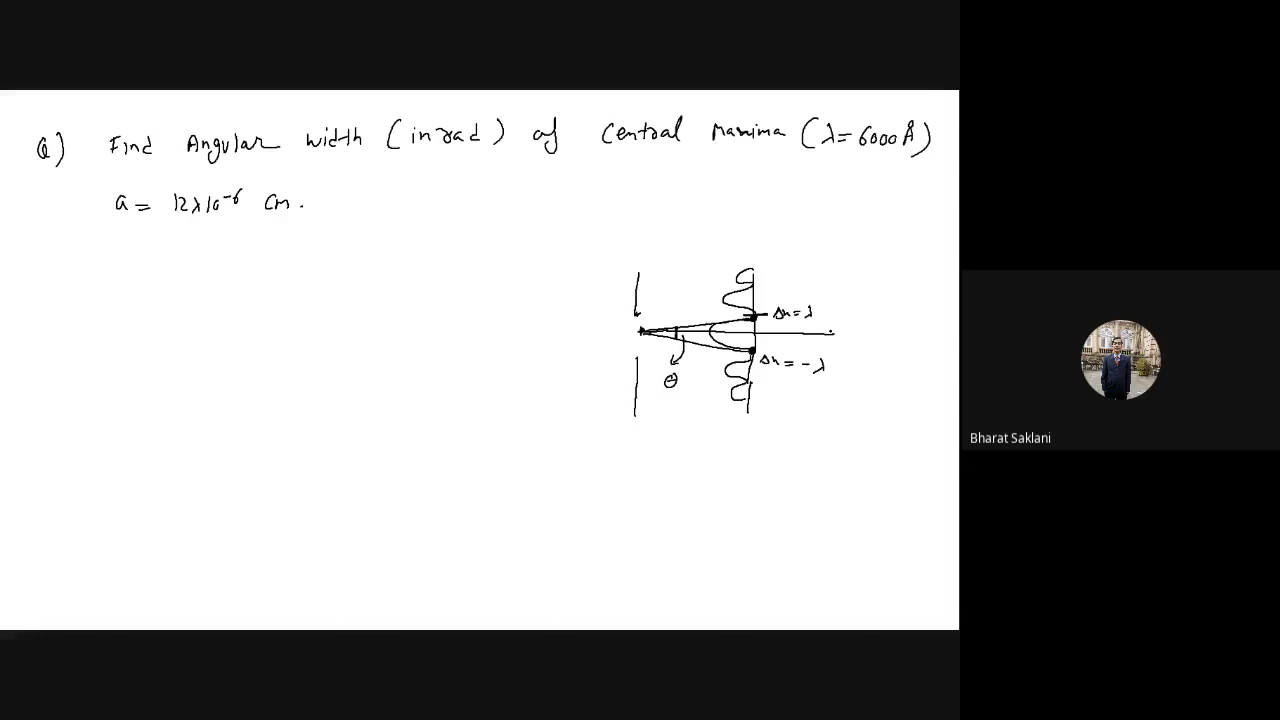 Q) Find Angular width (in rad) of Central Maxima (λ = 6000 Å)
a = 12×10⁻⁶ cm.
Δx = λ
Δx = - λ
θ
Bharat Saklani